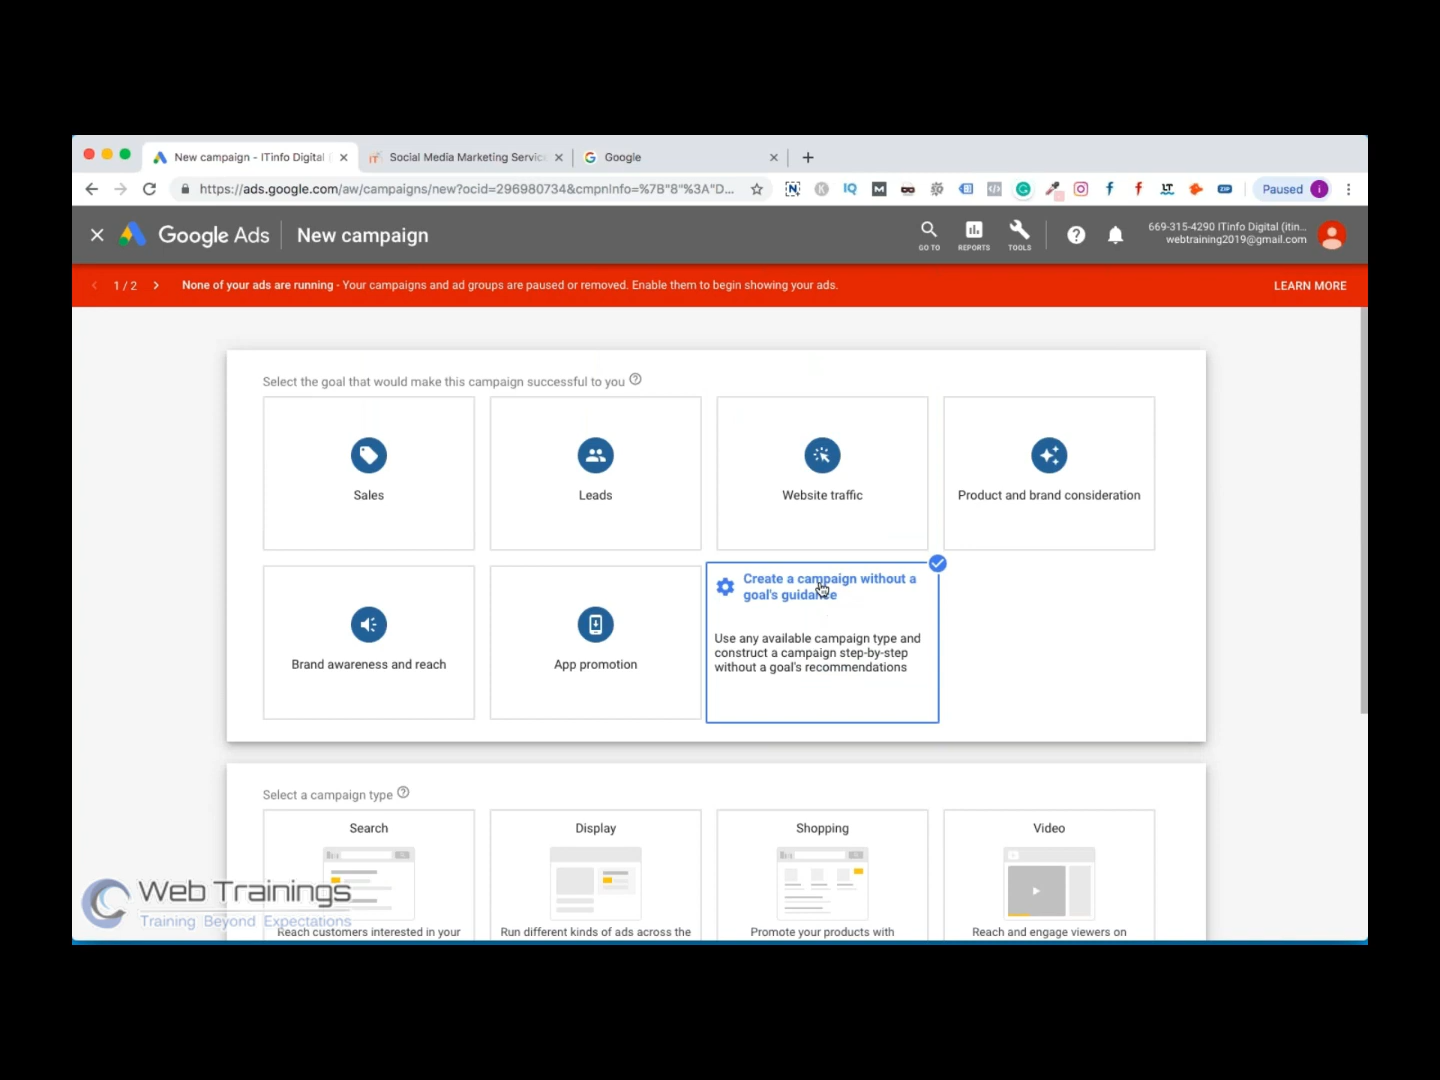 New campaign - ITinfo Digital (
Social Media Marketing Servic
Google
https://ads.google.com/aw/campaigns/new?ocid=296980734&cmpnInfo=%7B"8"%3A"D...
IQ
Paused
i
Google Ads
New campaign
GO TO
REPORTS
TOOLS
669-315-4290 ITinfo Digital (itin...
webtraining2019@gmail.com
1 / 2
None of your ads are running - Your campaigns and ad groups are paused or removed. Enable them to begin showing your ads.
LEARN MORE
Select the goal that would make this campaign successful to you
Sales
Leads
Website traffic
Product and brand consideration
Brand awareness and reach
App promotion
Create a campaign without a
goal's guidance
Use any available campaign type and
construct a campaign step-by-step
without a goal's recommendations
Select a campaign type
Search
Display
Shopping
Video
Web Trainings
Training Beyond Expectations
Reach customers interested in your
Run different kinds of ads across the
Promote your products with
Reach and engage viewers on